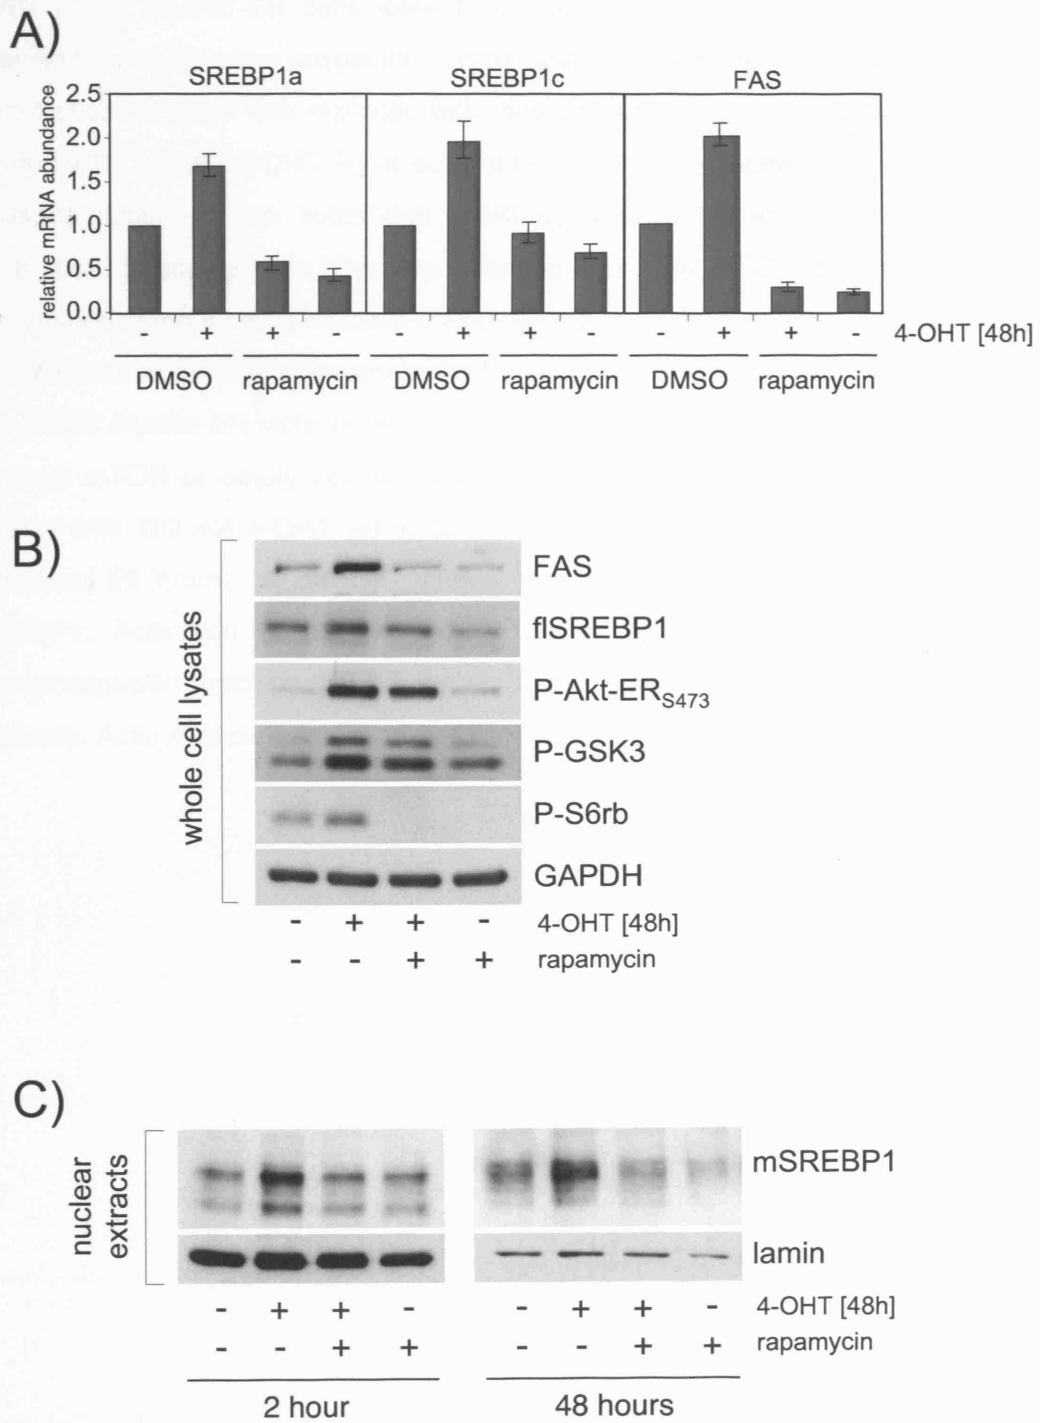 A)
SREBP1a SREBP1c FAS
relative mRNA abundance
2.5
2.0
1.5
1.0
0.5
0.0
- + + - - + + - - + + - 4-OHT [48h]
DMSO rapamycin DMSO rapamycin DMSO rapamycin
B)
whole cell lysates
FAS
flSREBP1
P-Akt-ERS473
P-GSK3
P-S6rb
GAPDH
- + + - 4-OHT [48h]
- - + + rapamycin
C)
nuclear
extracts
mSREBP1
lamin
- + + - - + + - 4-OHT [48h]
- - + + - - + + rapamycin
2 hour 48 hours